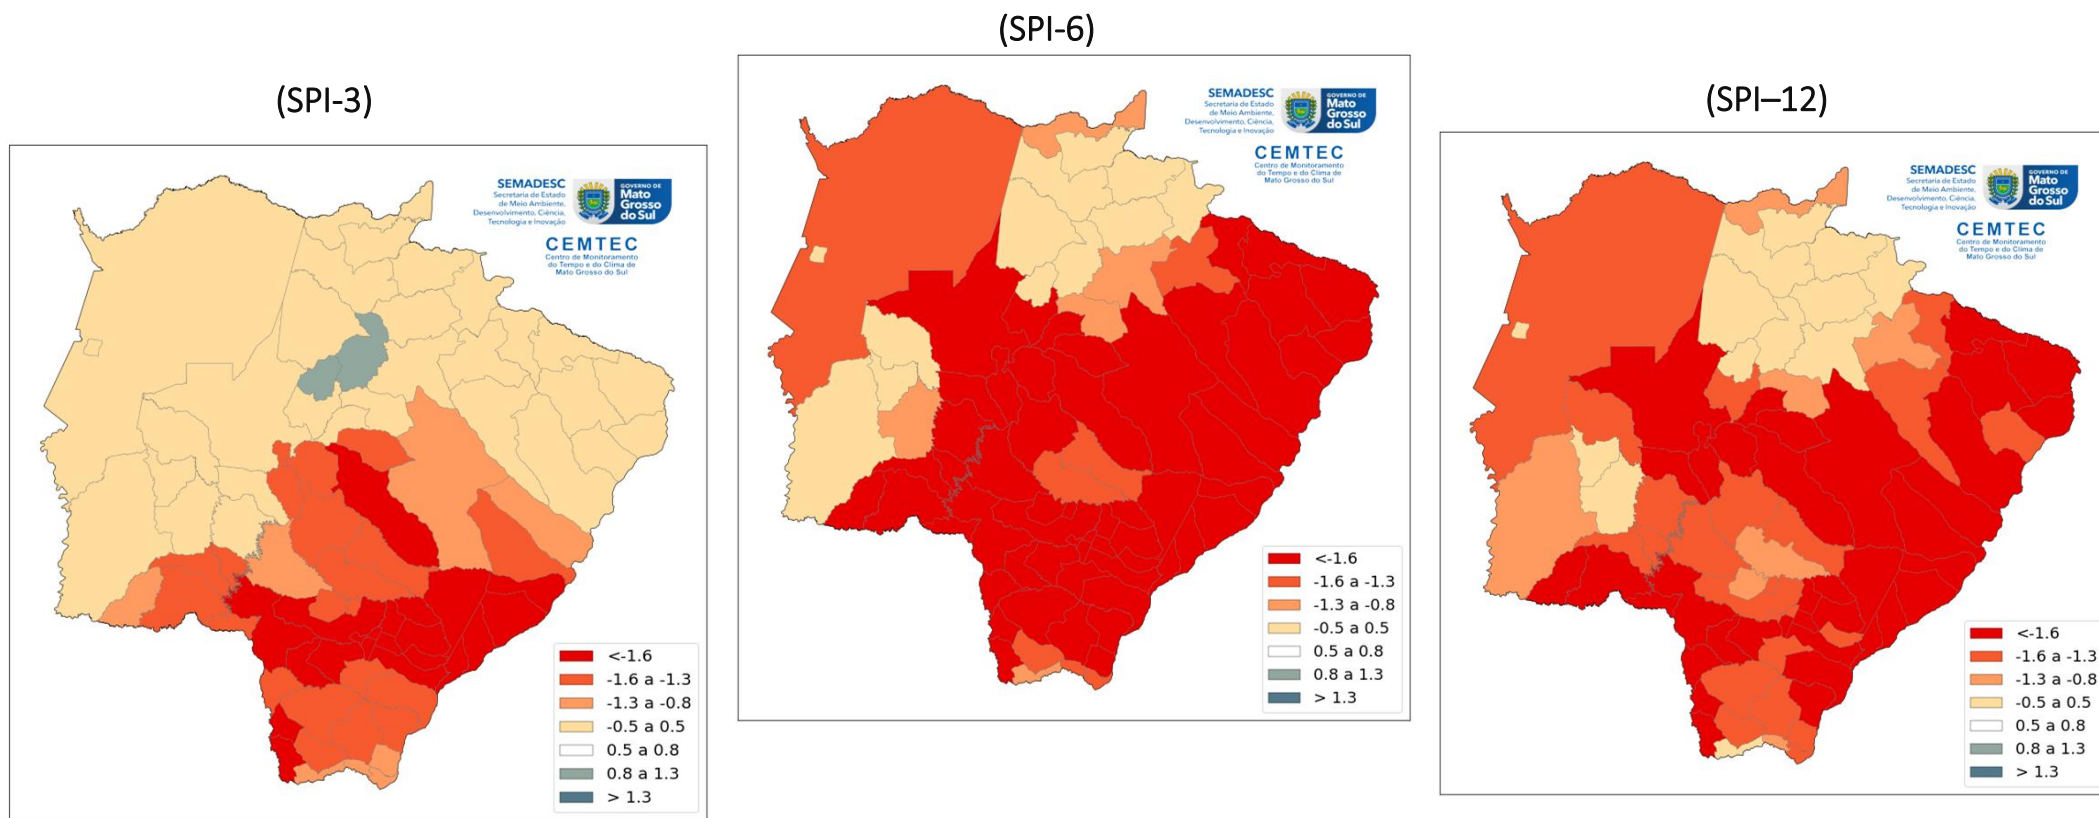 (SPI-3)
SEMADESC
Secretaria de Estado
de Meio Ambiente,
Desenvolvimento, Ciência,
Tecnologia e Inovação
GOVERNO DE
Mato
Grosso
do Sul
CEMTEC
Centro de Monitoramento
do Tempo e do Clima de
Mato Grosso do Sul
<-1.6
-1.6 a -1.3
-1.3 a -0.8
-0.5 a 0.5
0.5 a 0.8
0.8 a 1.3
> 1.3
(SPI-6)
SEMADESC
Secretaria de Estado
de Meio Ambiente,
Desenvolvimento, Ciência,
Tecnologia e Inovação
GOVERNO DE
Mato
Grosso
do Sul
CEMTEC
Centro de Monitoramento
do Tempo e do Clima de
Mato Grosso do Sul
<-1.6
-1.6 a -1.3
-1.3 a -0.8
-0.5 a 0.5
0.5 a 0.8
0.8 a 1.3
> 1.3
(SPI–12)
SEMADESC
Secretaria de Estado
de Meio Ambiente,
Desenvolvimento, Ciência,
Tecnologia e Inovação
GOVERNO DE
Mato
Grosso
do Sul
CEMTEC
Centro de Monitoramento
do Tempo e do Clima de
Mato Grosso do Sul
<-1.6
-1.6 a -1.3
-1.3 a -0.8
-0.5 a 0.5
0.5 a 0.8
0.8 a 1.3
> 1.3